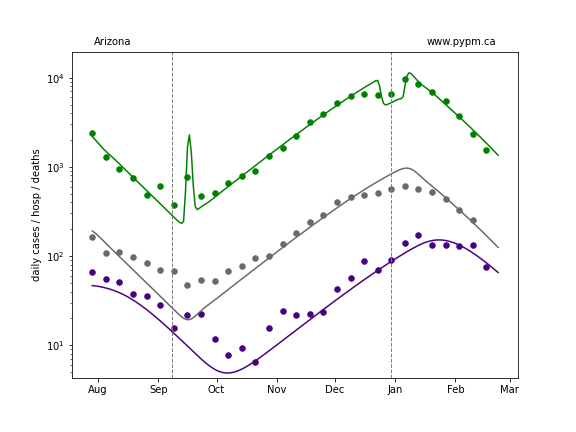 Arizona
www.pypm.ca
daily cases / hosp / deaths
10⁴
10³
10²
10¹
Aug Sep Oct Nov Dec Jan Feb Mar